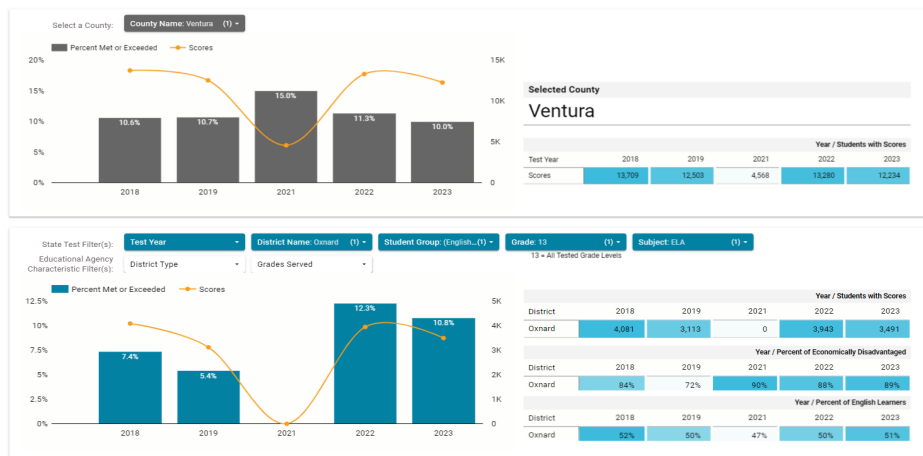 Select a County: County Name: Ventura (1)
Percent Met or Exceeded Scores
20% 15K
15% 10K
10% 5K
5%
0% 0
10.6% 10.7% 15.0% 11.3% 10.0%
2018 2019 2021 2022 2023
Selected County
Ventura
Year / Students with Scores
Test Year 2018 2019 2021 2022 2023
Scores 13,709 12,503 4,568 13,280 12,234
State Test Filter(s): Test Year District Name: Oxnard (1) Student Group: (English... (1) Grade: 13 (1) Subject: ELA (1)
Educational Agency
Characteristic Filter(s): District Type Grades Served
13 = All Tested Grade Levels
Percent Met or Exceeded Scores
12.5% 5K
10% 4K
7.5% 3K
5% 2K
2.5% 1K
0% 0
7.4% 5.4% 12.3% 10.8%
2018 2019 2021 2022 2023
Year / Students with Scores
District 2018 2019 2021 2022 2023
Oxnard 4,081 3,113 0 3,943 3,491
Year / Percent of Economically Disadvantaged
District 2018 2019 2021 2022 2023
Oxnard 84% 72% 90% 88% 89%
Year / Percent of English Learners
District 2018 2019 2021 2022 2023
Oxnard 52% 50% 47% 50% 51%